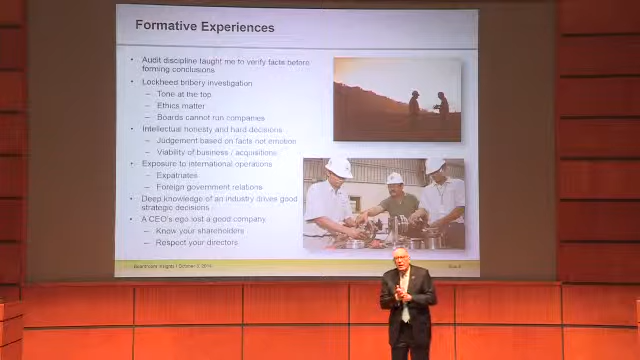 Formative Experiences
• Audit discipline taught me to verify facts before
forming conclusions
• Lockheed bribery investigation
– Tone at the top
– Ethics matter
– Boards cannot run companies
• Intellectual honesty and hard decisions
– Judgement based on facts not emotion
– Viability of business / acquisitions
• Exposure to international operations
– Expatriates
– Foreign government relations
• Deep knowledge of an industry drives good
strategic decisions
• A CEO's ego lost a good company
– Know your shareholders
– Respect your directors
Boardroom Insights I October